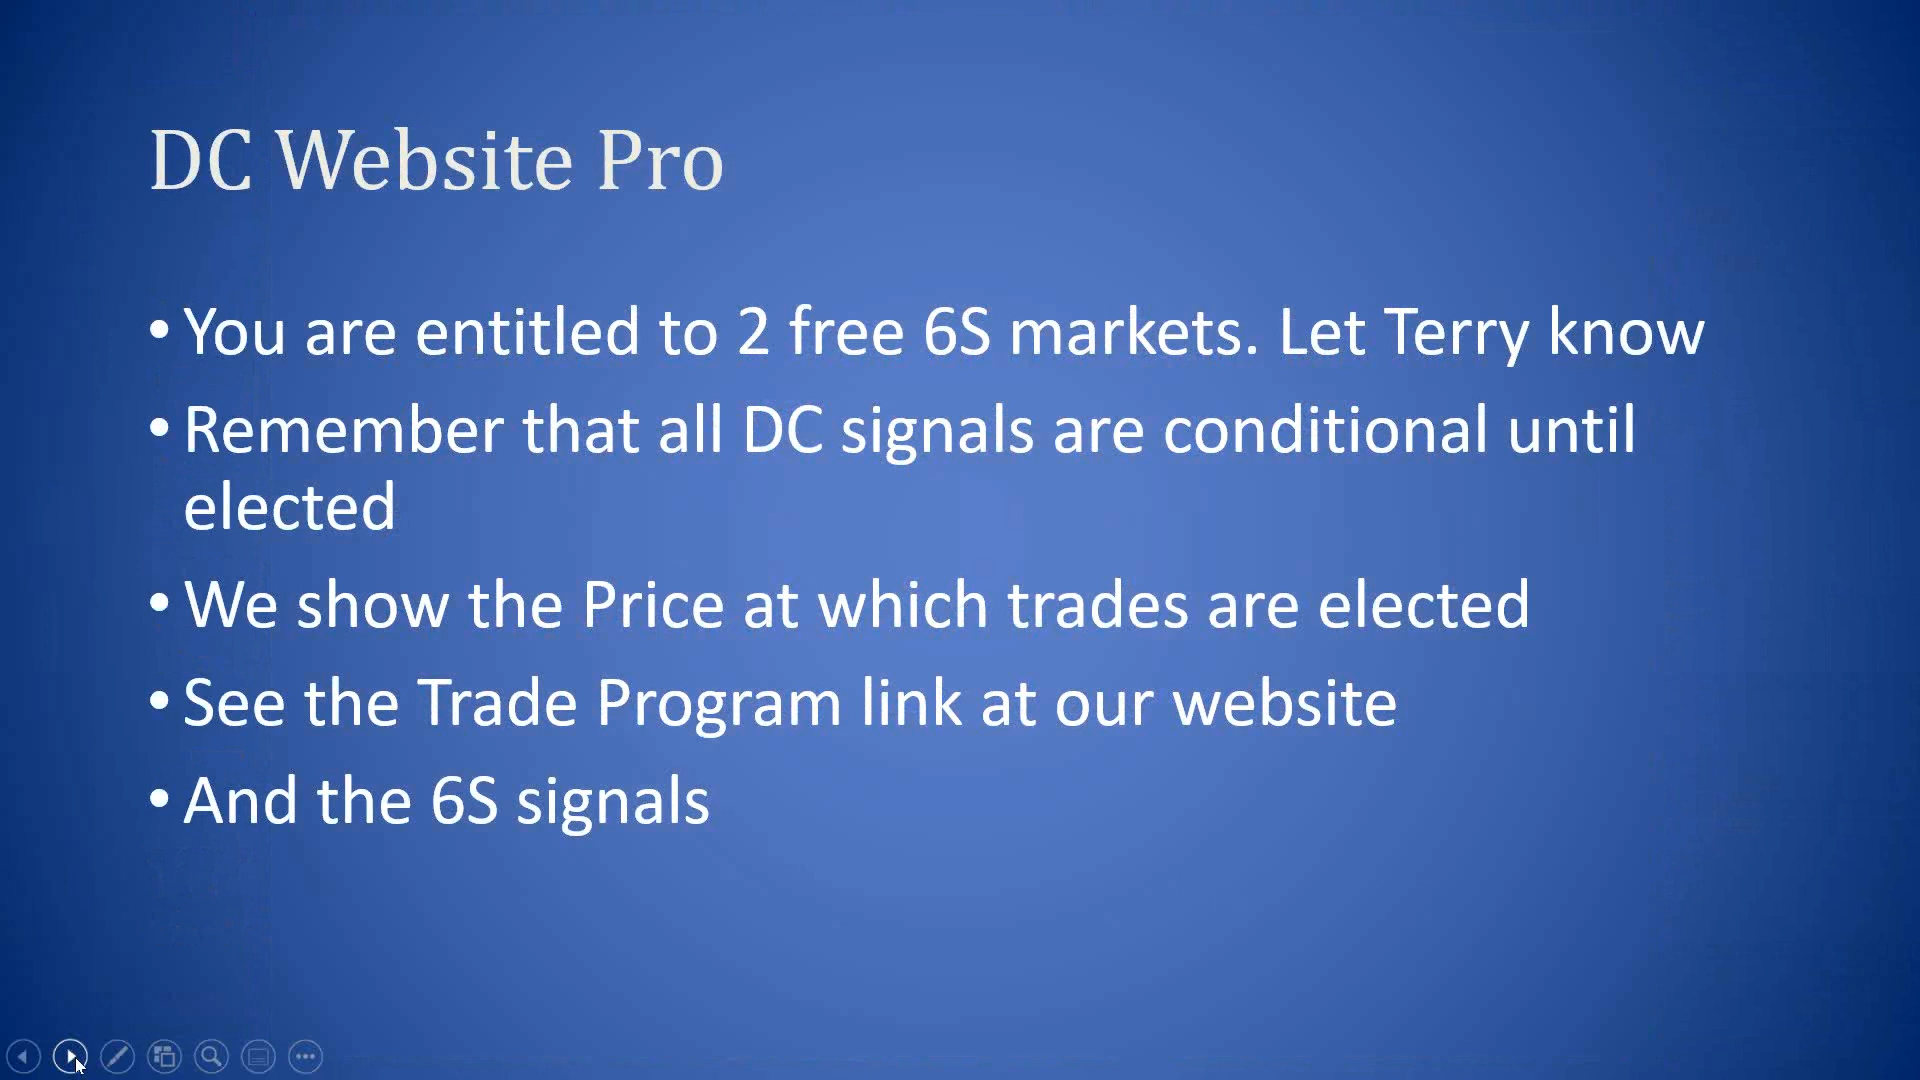 DC Website Pro
• You are entitled to 2 free 6S markets. Let Terry know
• Remember that all DC signals are conditional until
elected
• We show the Price at which trades are elected
• See the Trade Program link at our website
• And the 6S signals